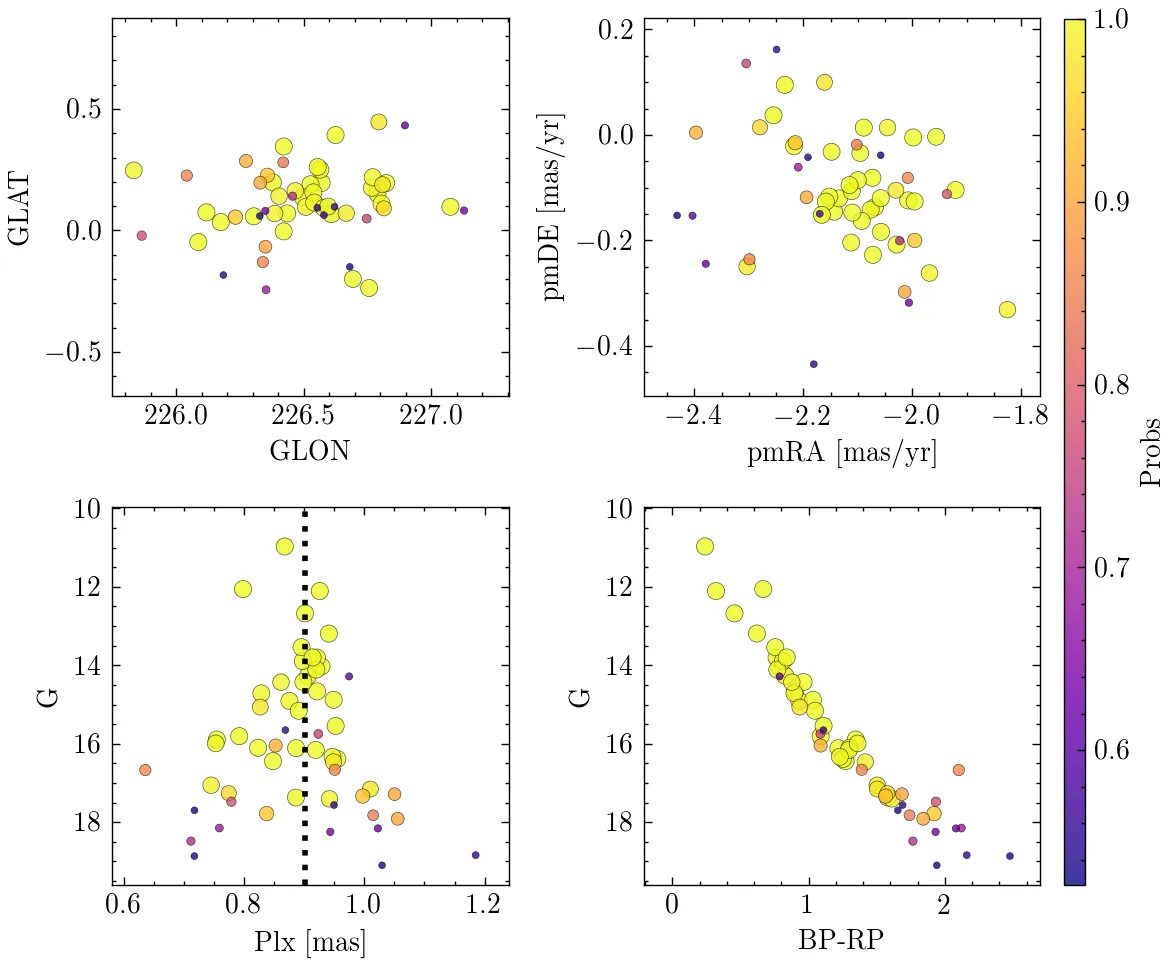 GLAT
0.5
0.0
−0.5
226.0 226.5 227.0
GLON
pmDE [mas/yr]
0.2
0.0
−0.2
−0.4
−2.4 −2.2 −2.0 −1.8
pmRA [mas/yr]
G
10
12
14
16
18
0.6 0.8 1.0 1.2
Plx [mas]
G
10
12
14
16
18
0 1 2
BP-RP
1.0
0.9
0.8
0.7
0.6
Probs